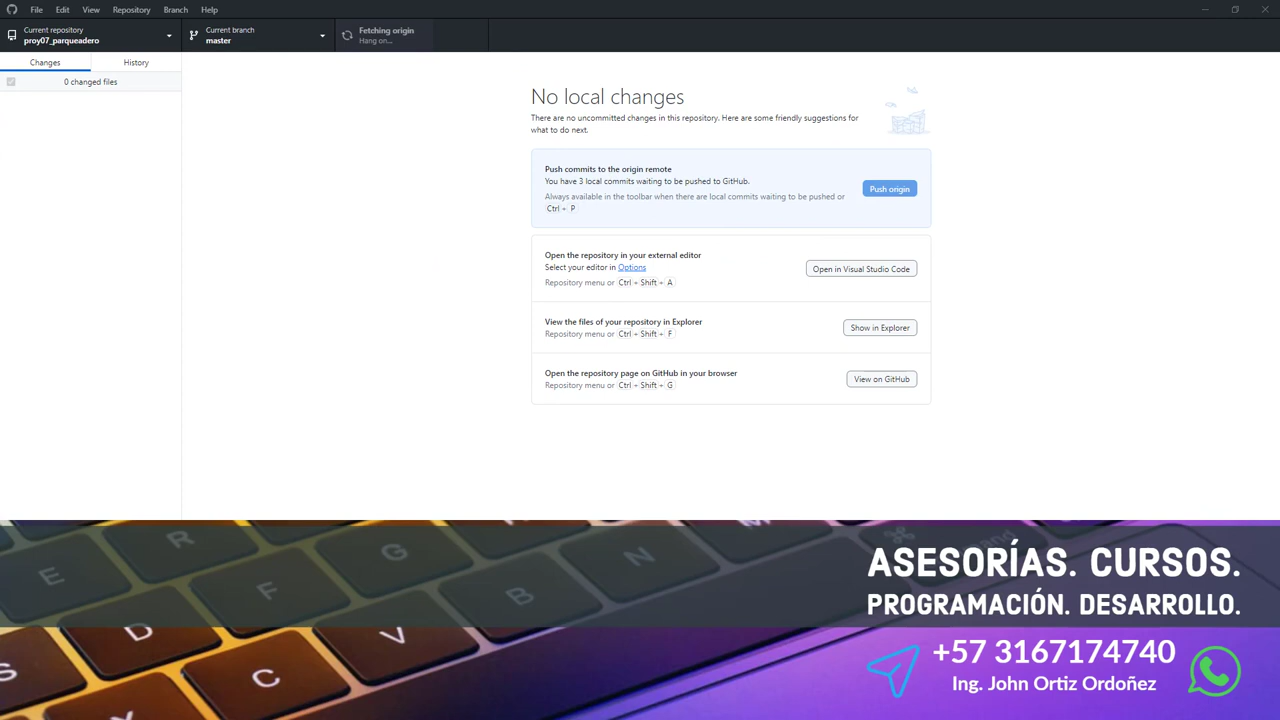 File Edit View Repository Branch Help
Current repository
proy07_parqueadero
Current branch
master
Fetching origin
Hang on...
Changes History
0 changed files
No local changes
There are no uncommitted changes in this repository. Here are some friendly suggestions for
what to do next.
Push commits to the origin remote
You have 3 local commits waiting to be pushed to GitHub.
Always available in the toolbar when there are local commits waiting to be pushed or
Ctrl + P
Push origin
Open the repository in your external editor
Select your editor in Options
Repository menu or Ctrl + Shift + A
Open in Visual Studio Code
View the files of your repository in Explorer
Repository menu or Ctrl + Shift + F
Show in Explorer
Open the repository page on GitHub in your browser
Repository menu or Ctrl + Shift + G
View on GitHub
E R F G B N D C V
ASESORÍAS. CURSOS.
PROGRAMACIÓN. DESARROLLO.
+57 3167174740
Ing. John Ortiz Ordoñez